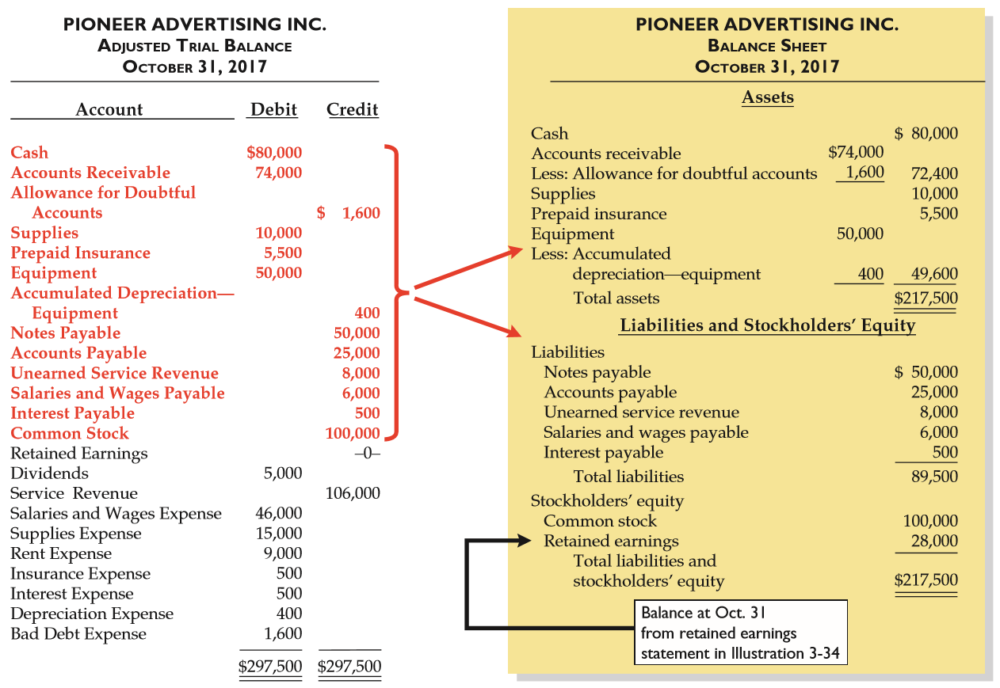 PIONEER ADVERTISING INC.
ADJUSTED TRIAL BALANCE
OCTOBER 31, 2017
Account Debit Credit
Cash $80,000
Accounts Receivable 74,000
Allowance for Doubtful
Accounts $ 1,600
Supplies 10,000
Prepaid Insurance 5,500
Equipment 50,000
Accumulated Depreciation—
Equipment 400
Notes Payable 50,000
Accounts Payable 25,000
Unearned Service Revenue 8,000
Salaries and Wages Payable 6,000
Interest Payable 500
Common Stock 100,000
Retained Earnings –0–
Dividends 5,000
Service Revenue 106,000
Salaries and Wages Expense 46,000
Supplies Expense 15,000
Rent Expense 9,000
Insurance Expense 500
Interest Expense 500
Depreciation Expense 400
Bad Debt Expense 1,600
$297,500 $297,500
PIONEER ADVERTISING INC.
BALANCE SHEET
OCTOBER 31, 2017
Assets
Cash $ 80,000
Accounts receivable $74,000
Less: Allowance for doubtful accounts 1,600 72,400
Supplies 10,000
Prepaid insurance 5,500
Equipment 50,000
Less: Accumulated
depreciation—equipment 400 49,600
Total assets $217,500
Liabilities and Stockholders’ Equity
Liabilities
Notes payable $ 50,000
Accounts payable 25,000
Unearned service revenue 8,000
Salaries and wages payable 6,000
Interest payable 500
Total liabilities 89,500
Stockholders’ equity
Common stock 100,000
Retained earnings 28,000
Total liabilities and
stockholders’ equity $217,500
Balance at Oct. 31
from retained earnings
statement in Illustration 3-34